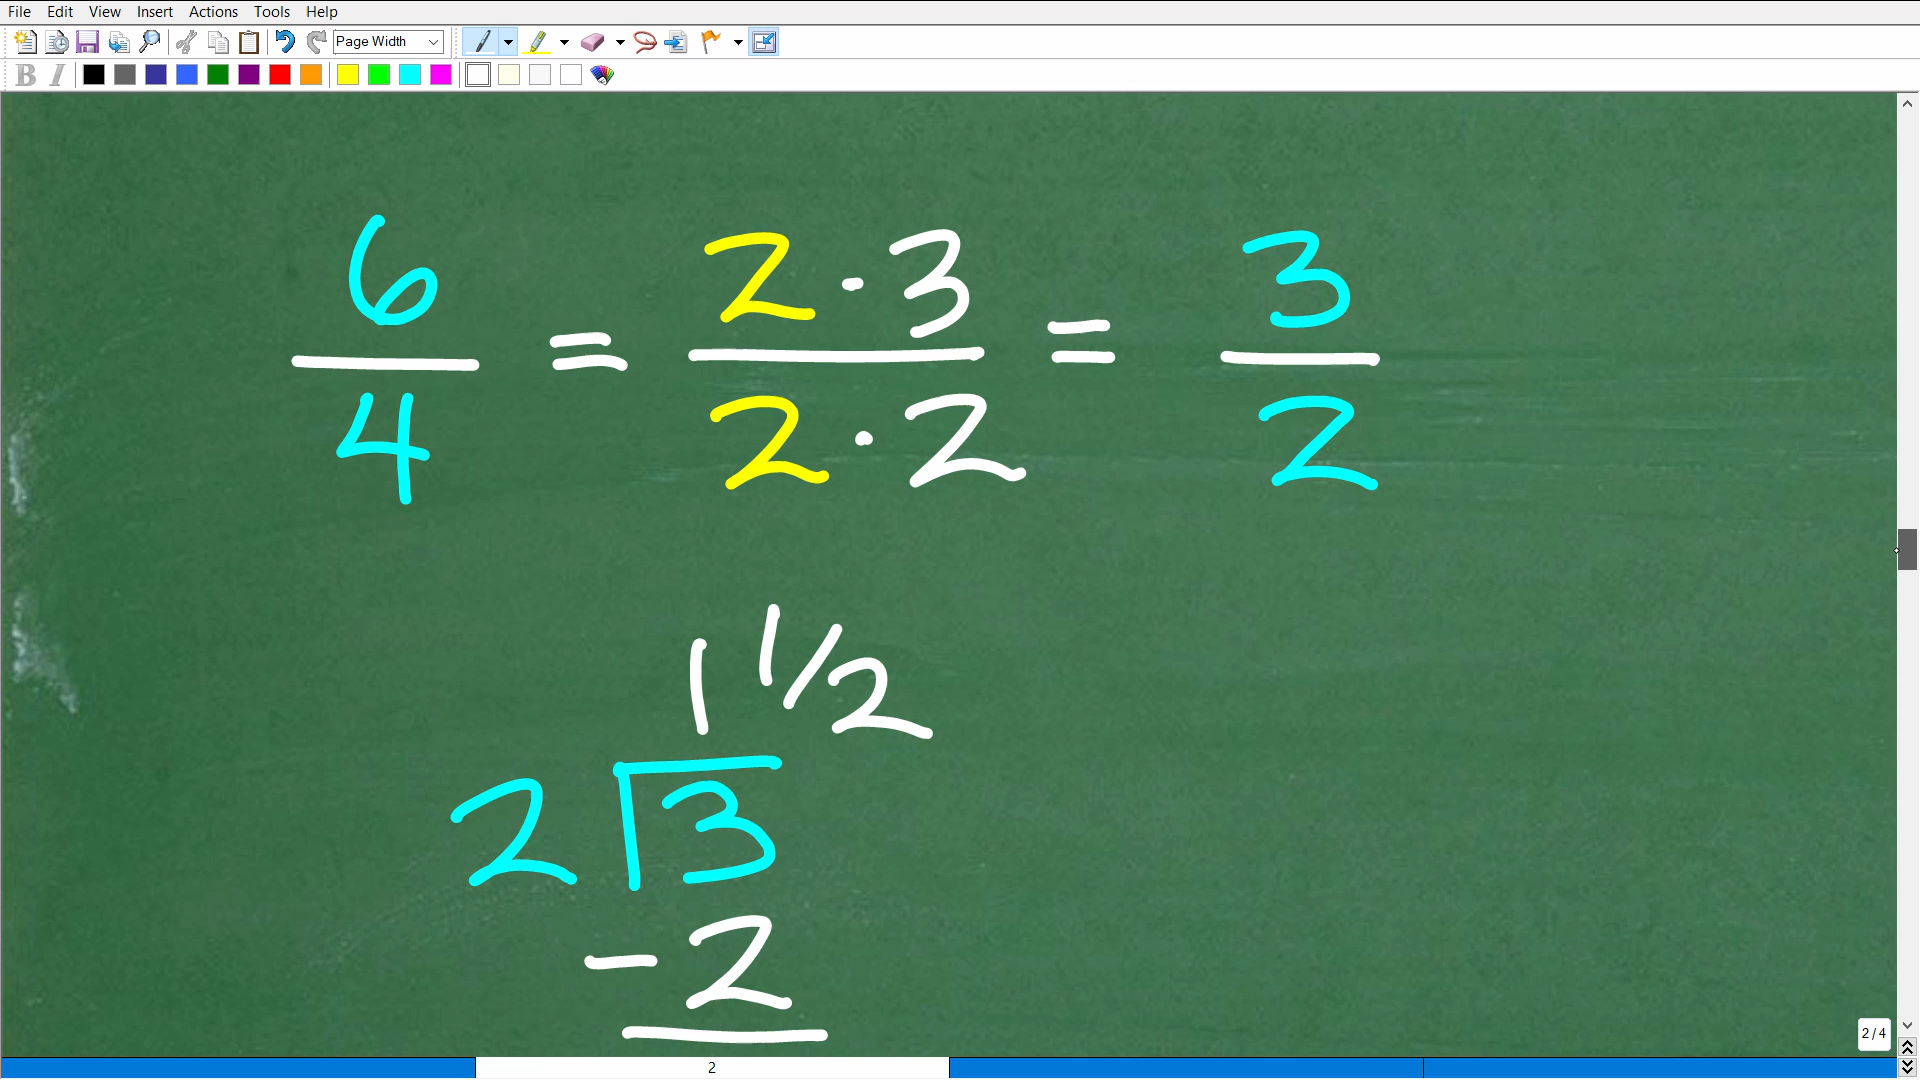 File Edit View Insert Actions Tools Help
Page Width
B I
6/4 = 2·3/2·2 = 3/2
1 1/2
2 3
-2
2/4
2